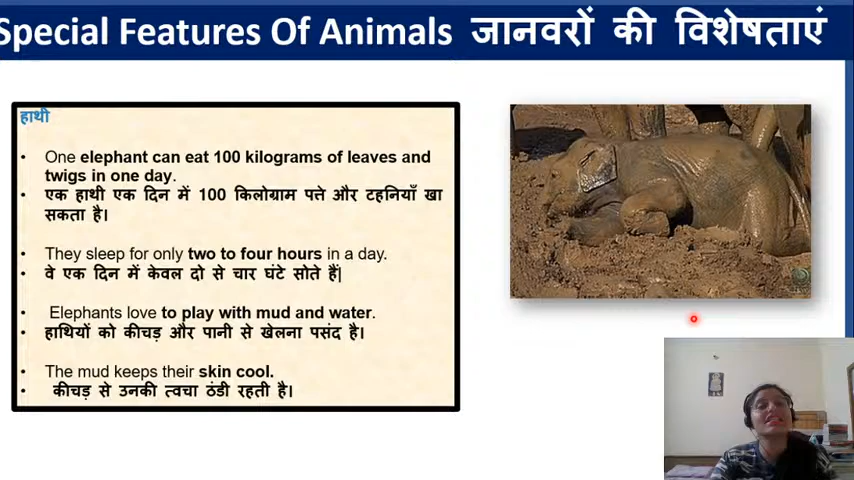 Special Features Of Animals जानवरों की विशेषताएं
हाथी
• One elephant can eat 100 kilograms of leaves and
twigs in one day.
• एक हाथी एक दिन में 100 किलोग्राम पत्ते और टहनियाँ खा
सकता है।
• They sleep for only two to four hours in a day.
• वे एक दिन में केवल दो से चार घंटे सोते हैं|
• Elephants love to play with mud and water.
• हाथियों को कीचड़ और पानी से खेलना पसंद है।
• The mud keeps their skin cool.
• कीचड़ से उनकी त्वचा ठंडी रहती है।